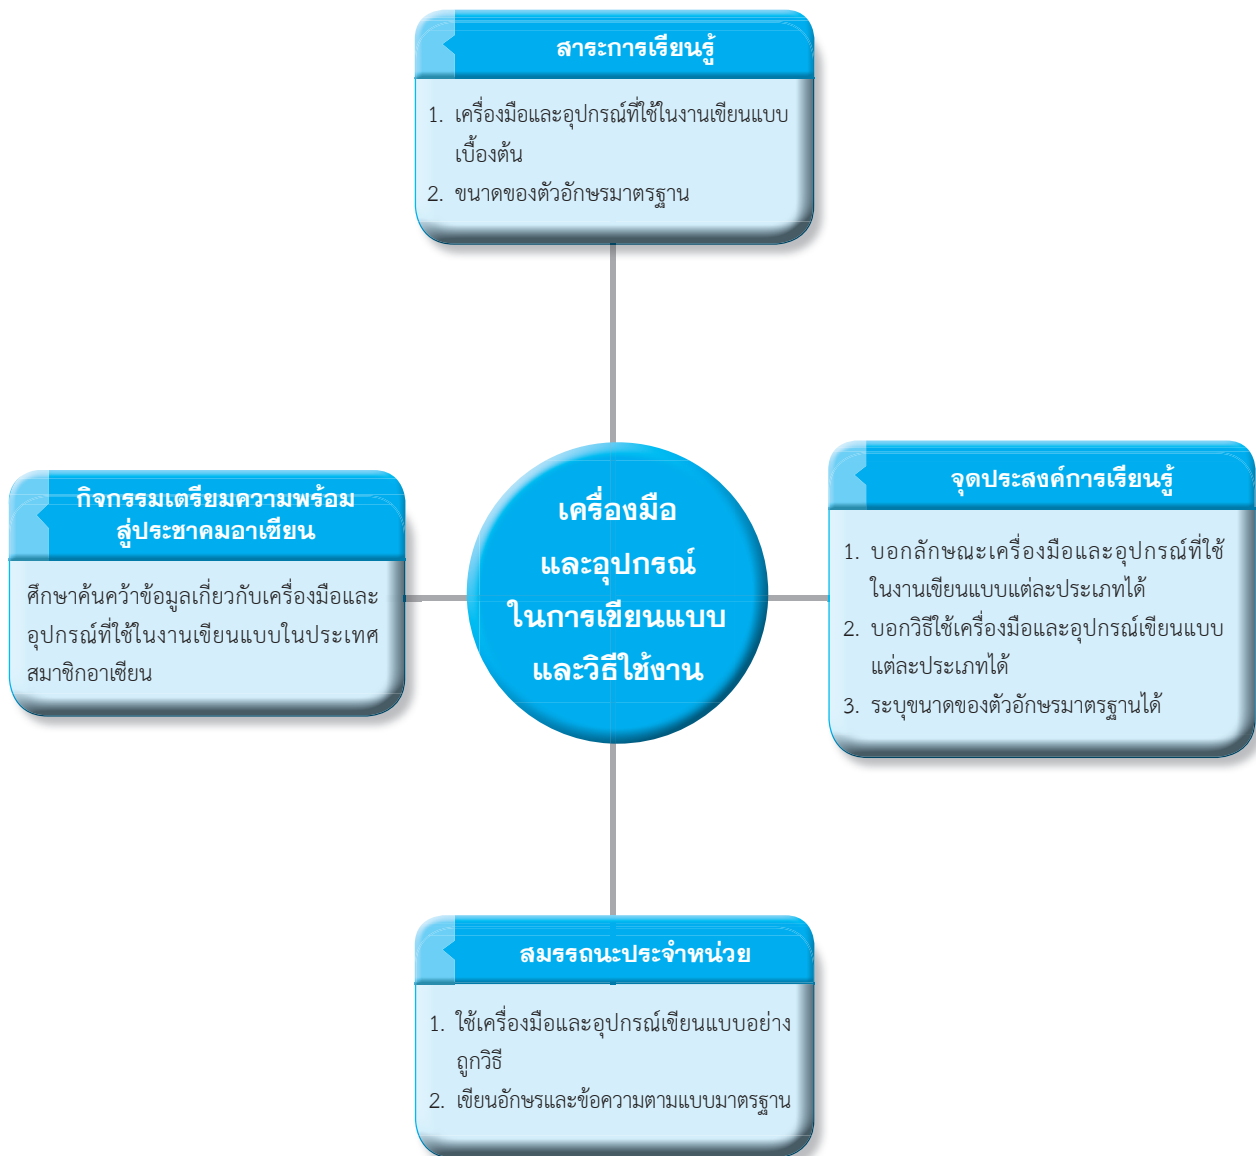 สาระการเรียนรู้
1. เครื่องมือและอุปกรณ์ที่ใช้ในงานเขียนแบบ
เบื้องต้น
2. ขนาดของตัวอักษรมาตรฐาน
กิจกรรมเตรียมความพร้อม
สู่ประชาคมอาเซียน
ศึกษาค้นคว้าข้อมูลเกี่ยวกับเครื่องมือและ
อุปกรณ์ที่ใช้ในงานเขียนแบบในประเทศ
สมาชิกอาเซียน
เครื่องมือ
และอุปกรณ์
ในการเขียนแบบ
และวิธีใช้งาน
จุดประสงค์การเรียนรู้
1. บอกลักษณะเครื่องมือและอุปกรณ์ที่ใช้
ในงานเขียนแบบแต่ละประเภทได้
2. บอกวิธีใช้เครื่องมือและอุปกรณ์เขียนแบบ
แต่ละประเภทได้
3. ระบุขนาดของตัวอักษรมาตรฐานได้
สมรรถนะประจำหน่วย
1. ใช้เครื่องมือและอุปกรณ์เขียนแบบอย่าง
ถูกวิธี
2. เขียนอักษรและข้อความตามแบบมาตรฐาน